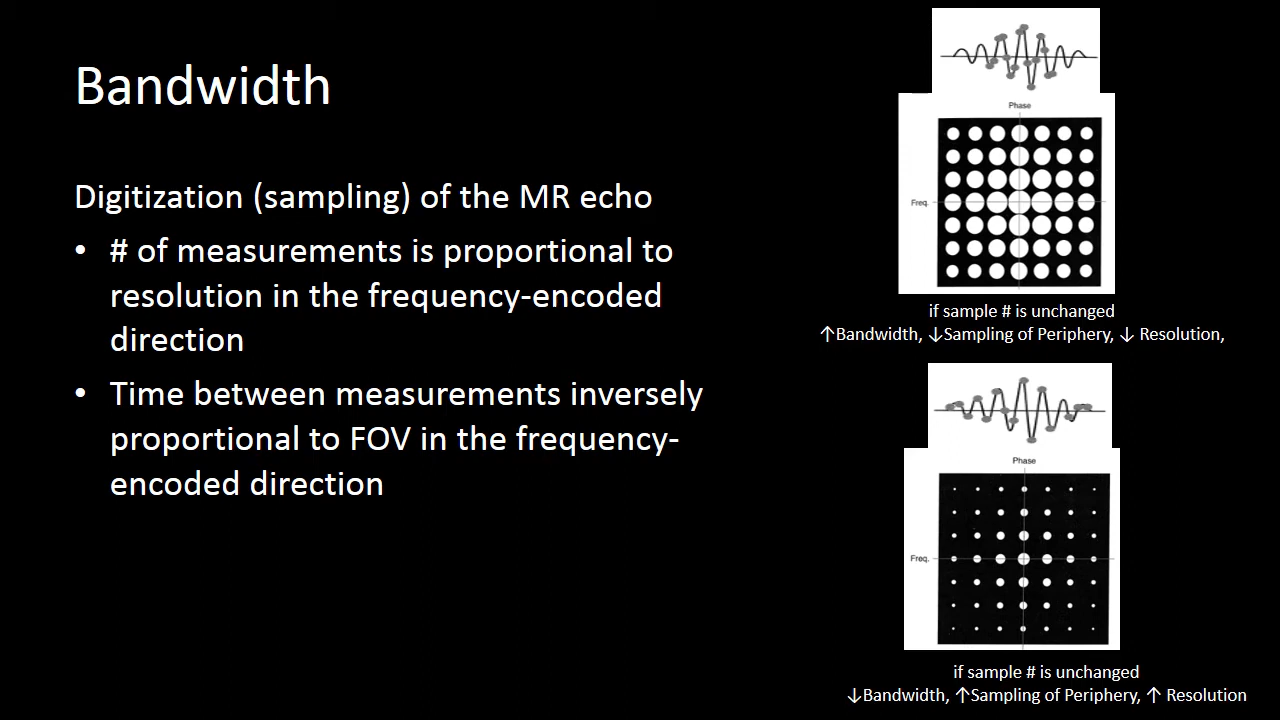 Bandwidth
Digitization (sampling) of the MR echo
• # of measurements is proportional to
resolution in the frequency-encoded
direction
• Time between measurements inversely
proportional to FOV in the frequency-
encoded direction
Phase
Freq.
if sample # is unchanged
↑Bandwidth, ↓Sampling of Periphery, ↓ Resolution,
Phase
Freq.
if sample # is unchanged
↓Bandwidth, ↑Sampling of Periphery, ↑ Resolution